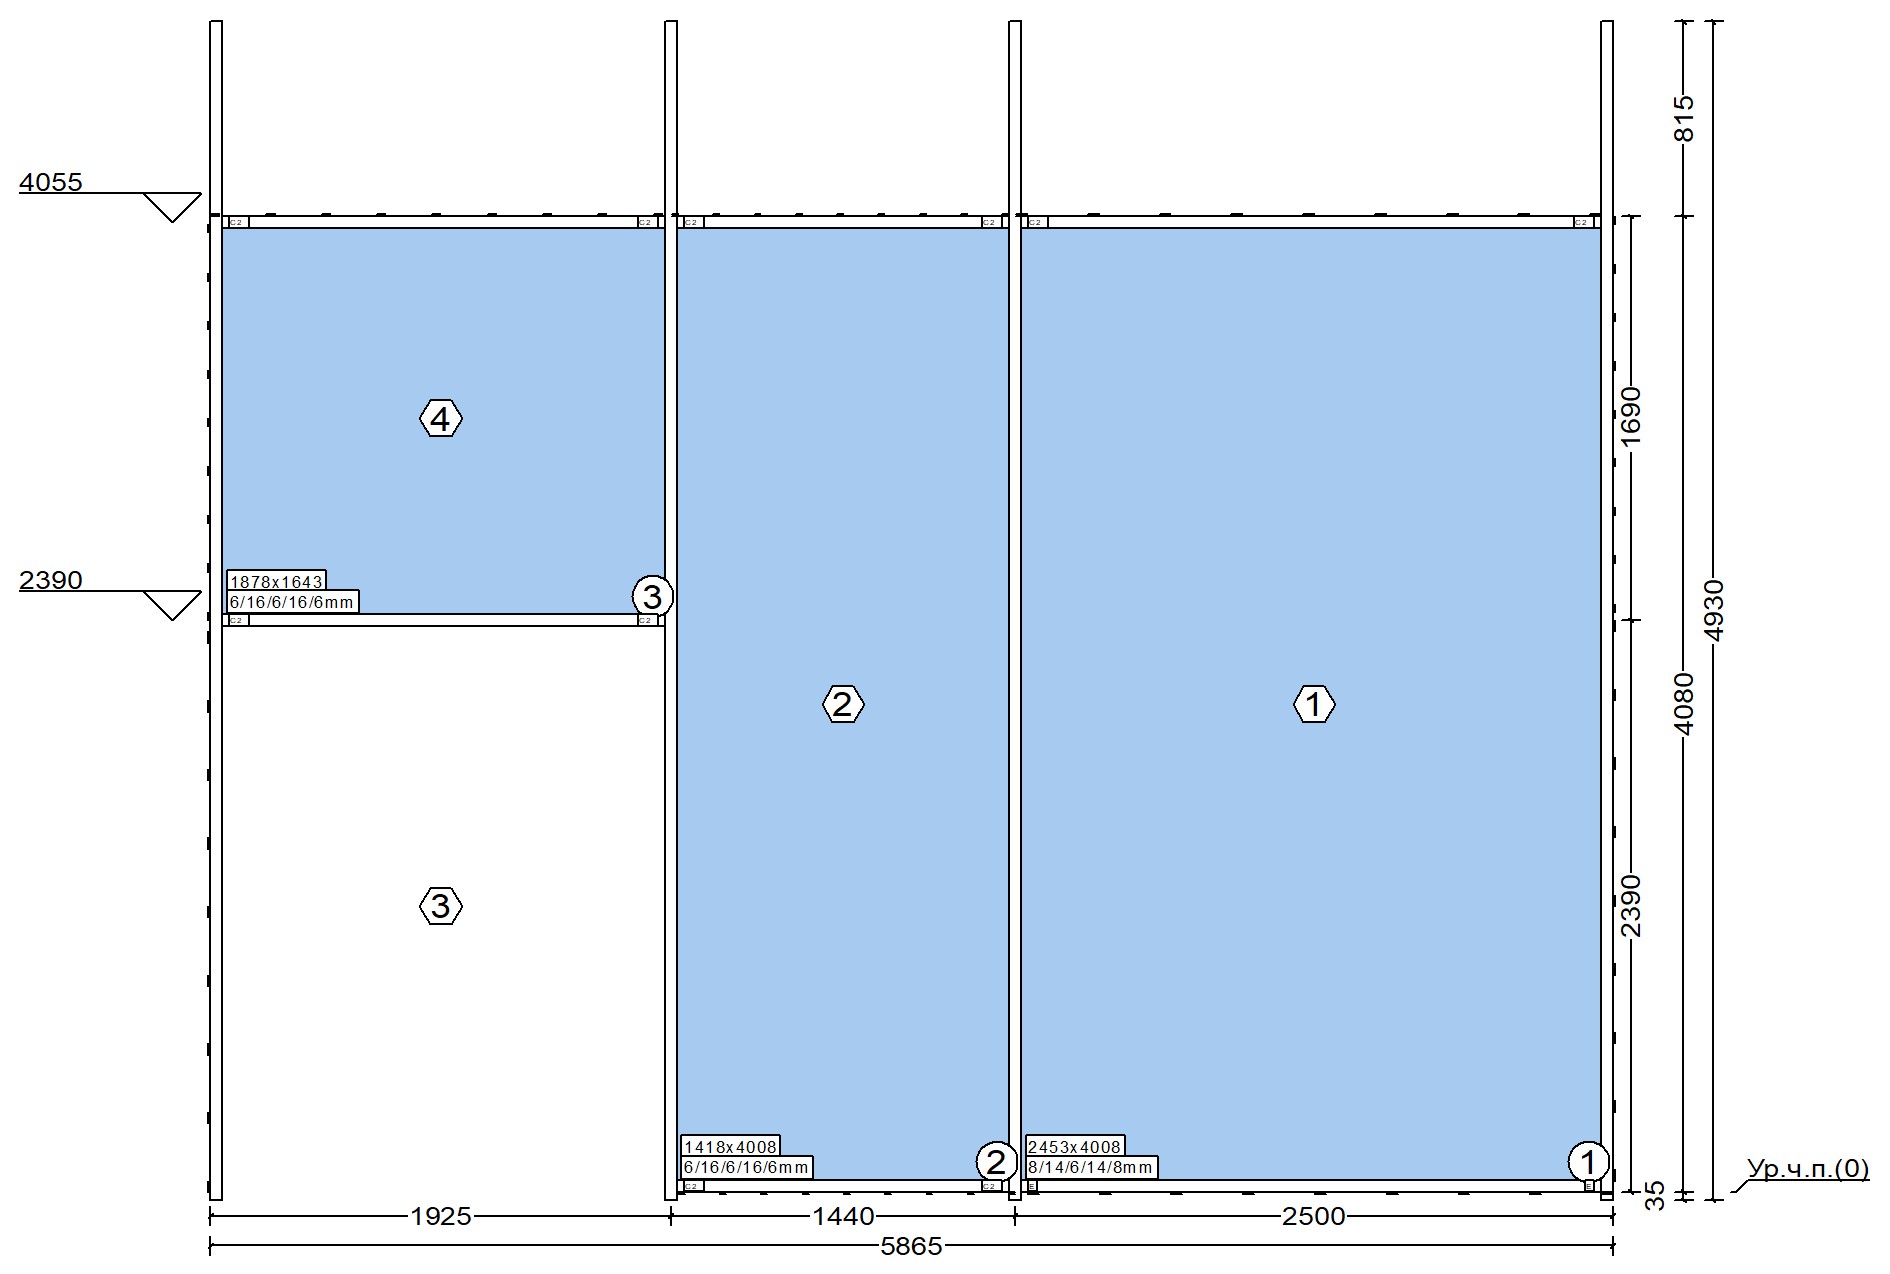 815
4055
C2 C2 C2 C2 C2 C2
1690
4
4930
2390
1878x1643
6/16/6/16/6mm
3
C2 C2
4080
2
1
2390
3
1418x4008
6/16/6/16/6mm
2
2453x4008
8/14/6/14/8mm
1
Ур.ч.п.(0)
C2 C2 E E
35
1925
1440
2500
5865